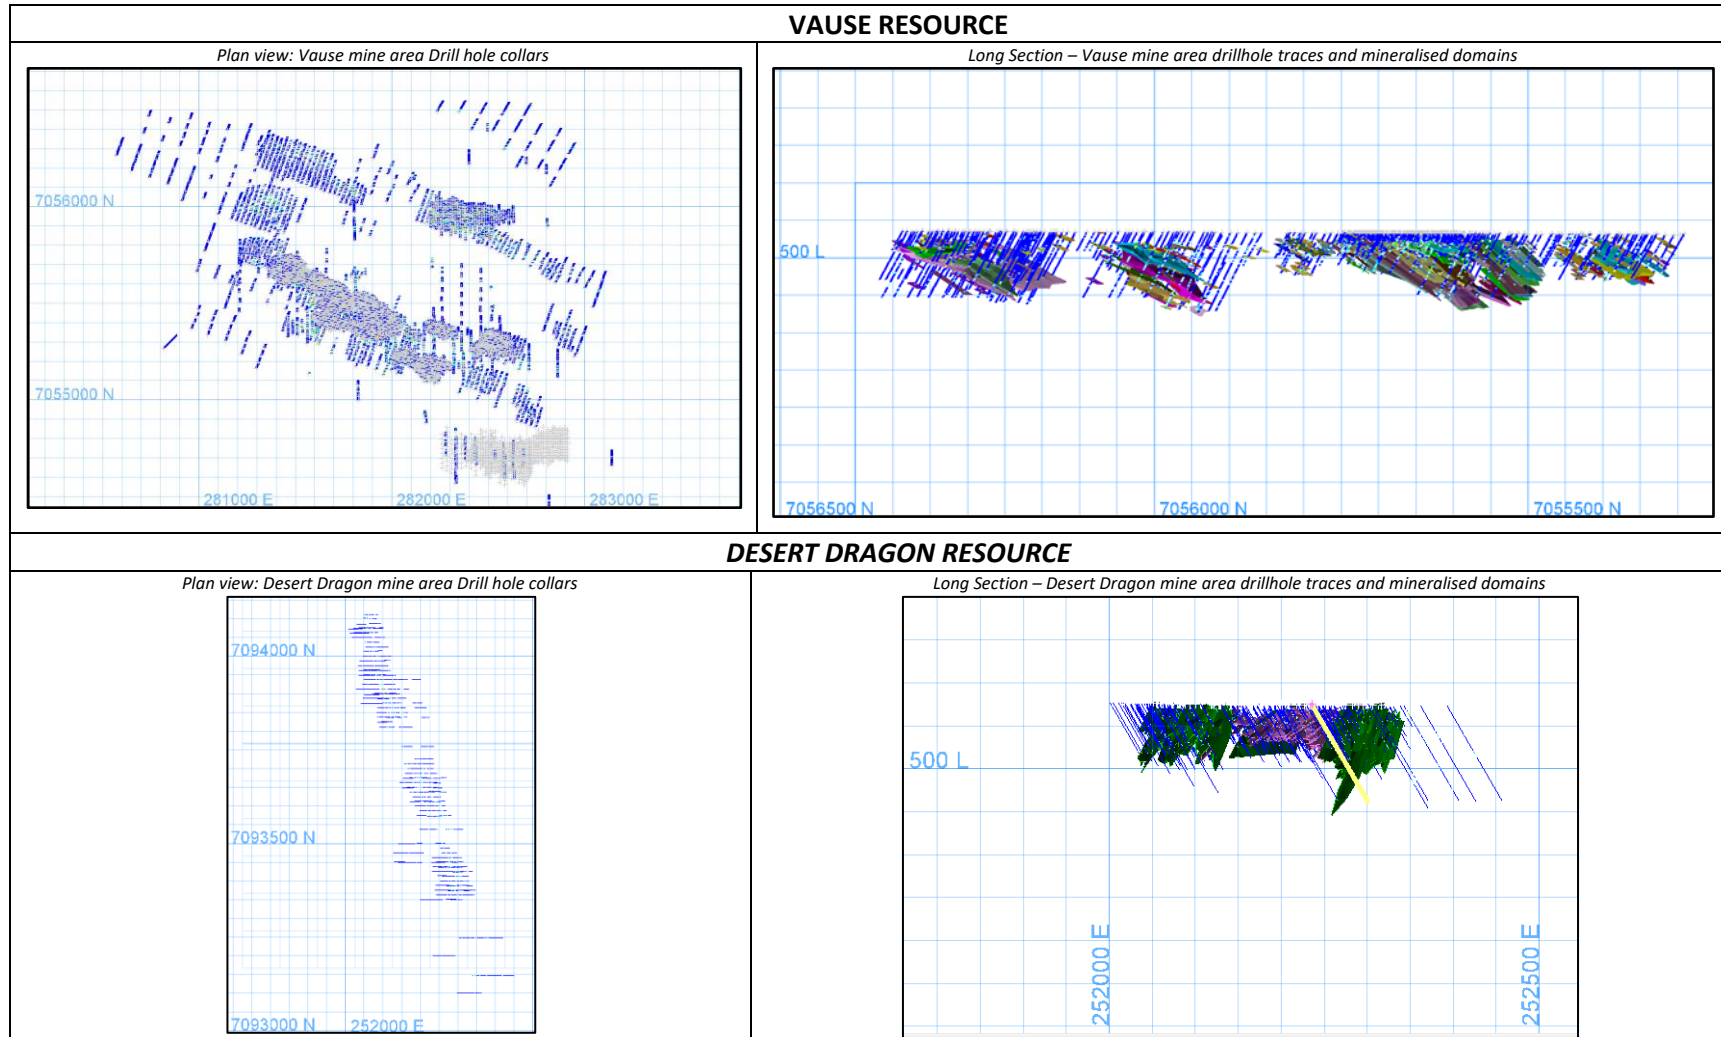 VAUSE RESOURCE
Plan view: Vause mine area Drill hole collars
Long Section – Vause mine area drillhole traces and mineralised domains
7056000 N
7055000 N
281000 E
282000 E
283000 E
500 L
7056500 N
7056000 N
7055500 N
DESERT DRAGON RESOURCE
Plan view: Desert Dragon mine area Drill hole collars
Long Section – Desert Dragon mine area drillhole traces and mineralised domains
7094000 N
7093500 N
7093000 N
252000 E
500 L
252000 E
252500 E